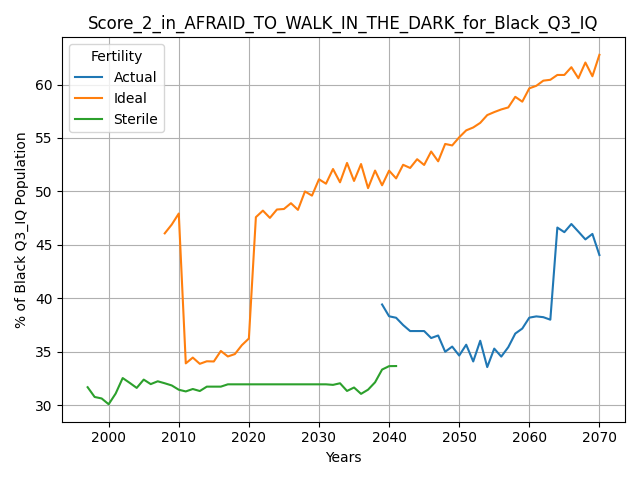 Score_2_in_AFRAID_TO_WALK_IN_THE_DARK_for_Black_Q3_IQ
Fertility
Actual
Ideal
Sterile
% of Black Q3_IQ Population
60
55
50
45
40
35
30
2000 2010 2020 2030 2040 2050 2060 2070
Years